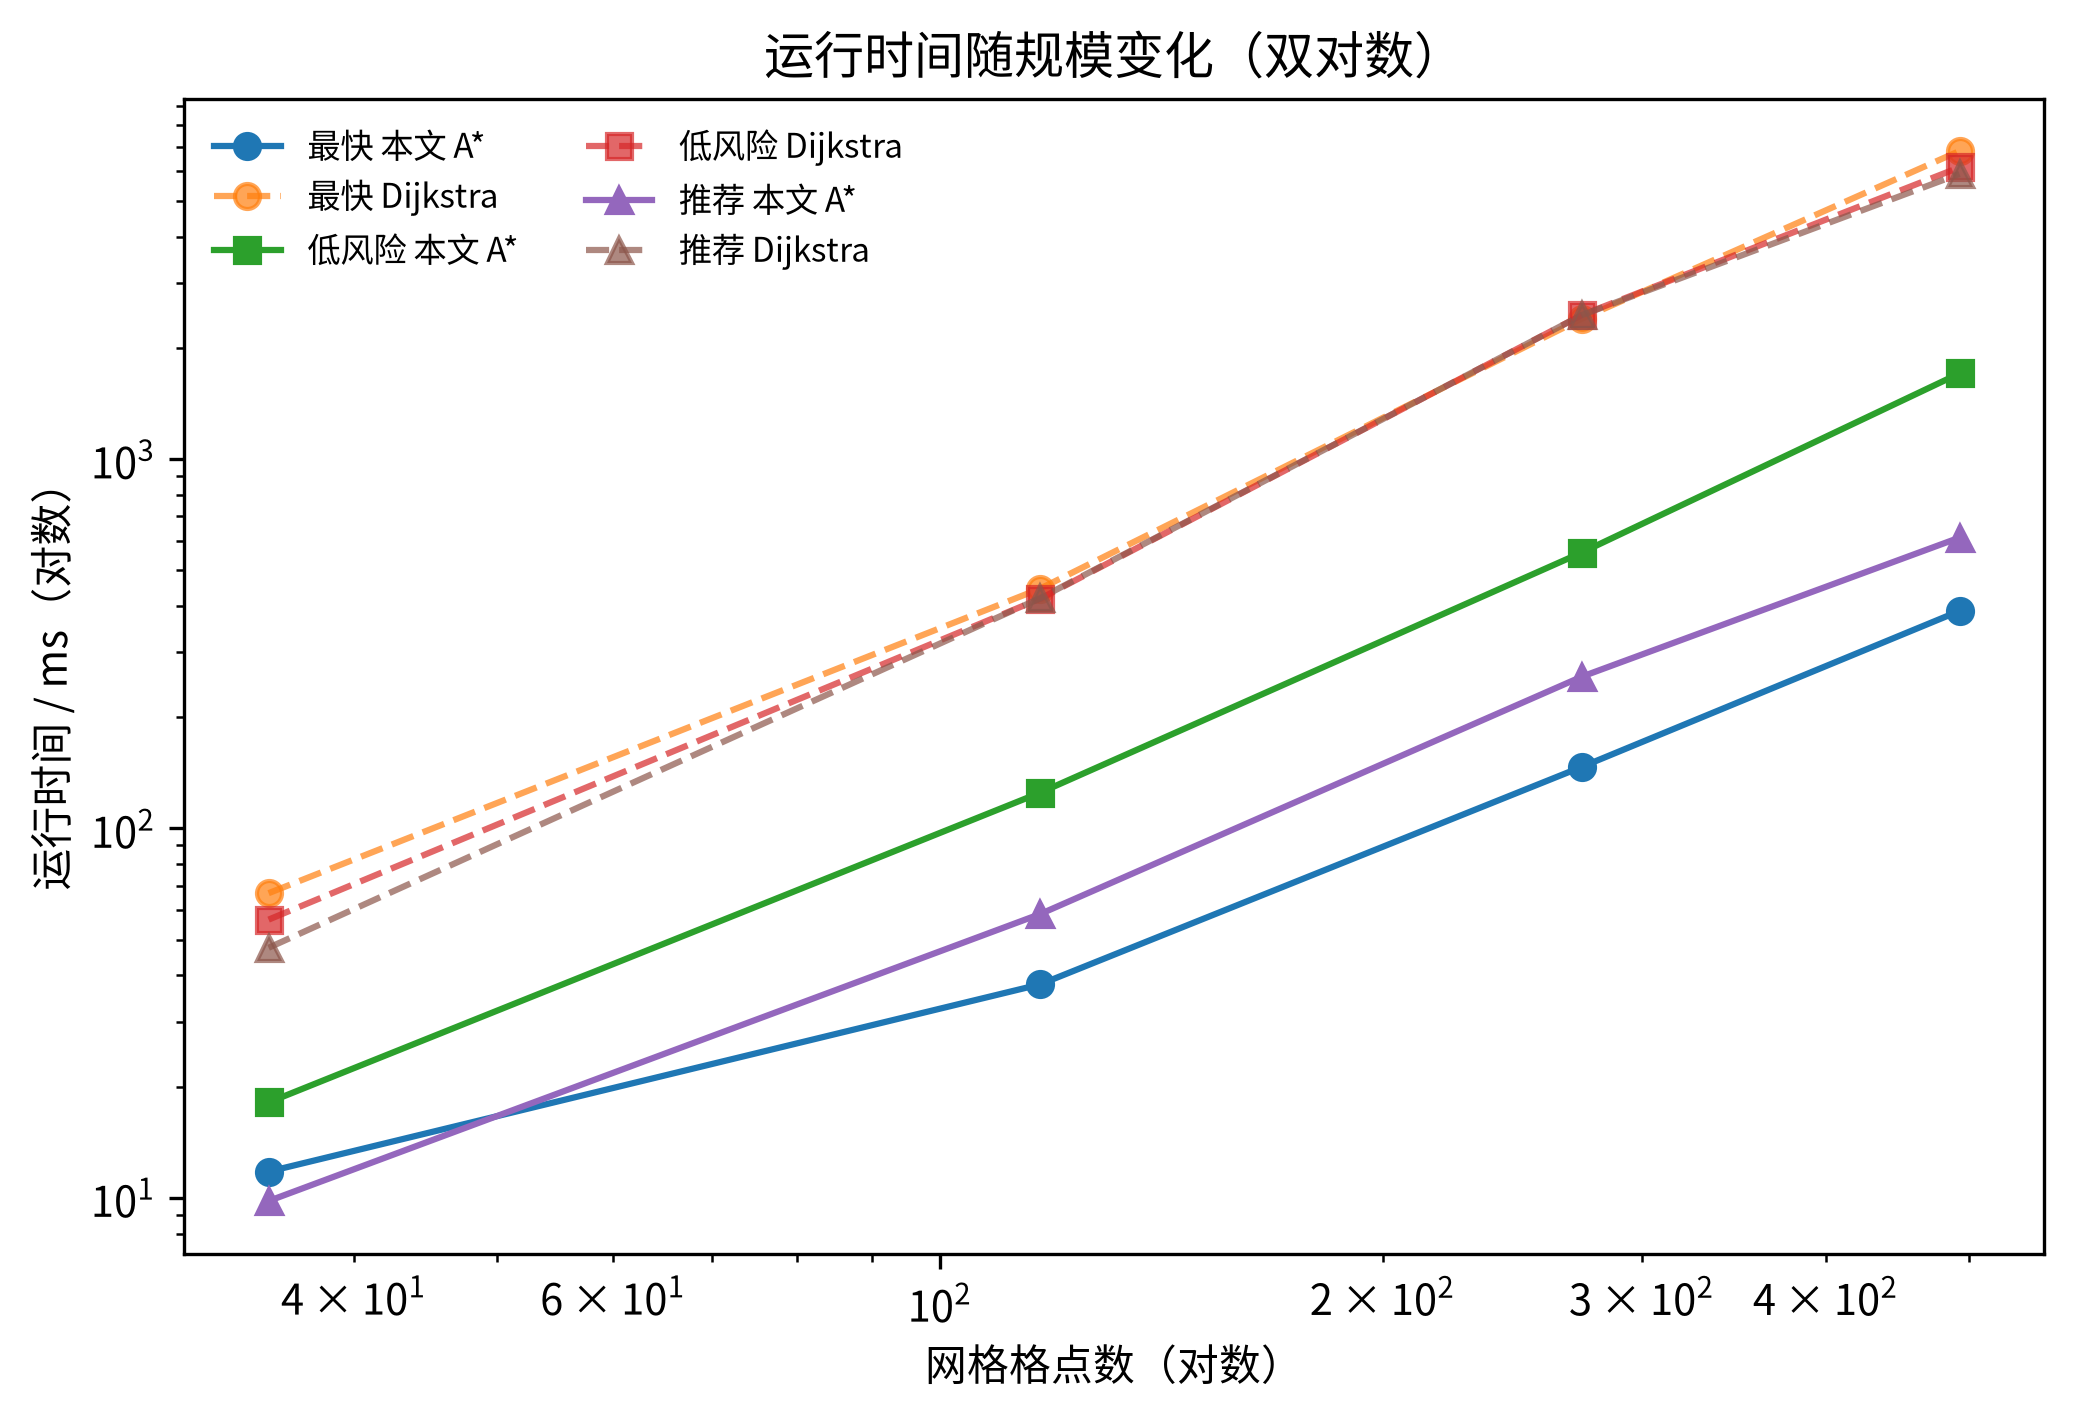 运行时间随规模变化（双对数）
最快 本文 A*
最快 Dijkstra
低风险 本文 A*
低风险 Dijkstra
推荐 本文 A*
推荐 Dijkstra
运行时间 / ms（对数）
10³
10²
10¹
4 × 10¹
6 × 10¹
10²
2 × 10²
3 × 10²
4 × 10²
网格格点数（对数）